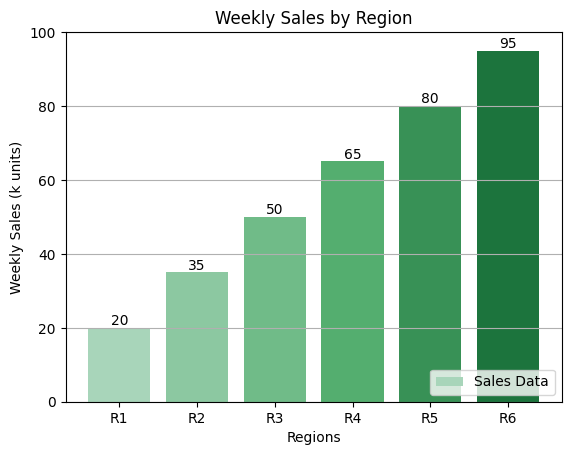 Weekly Sales by Region
Weekly Sales (k units)
100
80
60
40
20
0
20
35
50
65
80
95
R1
R2
R3
R4
R5
R6
Regions
Sales Data